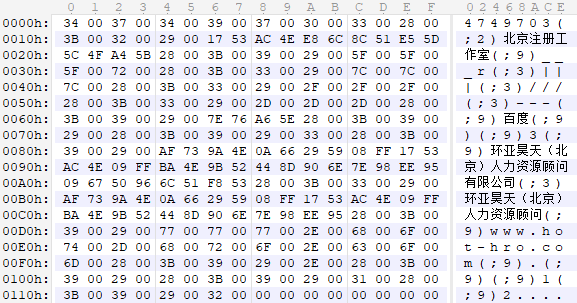 0 1 2 3 4 5 6 7 8 9 A B C D E F 0 2 4 6 8 A C E
0000h: 34 00 37 00 34 00 39 00 37 00 30 00 33 00 28 00 4749703(
0010h: 3B 00 32 00 29 00 17 53 AC 4E E8 6C 8C 51 E5 5D ;2)北京注册工
0020h: 5C 4F A4 5B 28 00 3B 00 39 00 29 00 5F 00 5F 00 作室(;9)__
0030h: 5F 00 72 00 28 00 3B 00 33 00 29 00 7C 00 7C 00 _r(;3)||
0040h: 7C 00 28 00 3B 00 33 00 29 00 2F 00 2F 00 2F 00 |(;3)///
0050h: 28 00 3B 00 33 00 29 00 2D 00 2D 00 2D 00 28 00 (;3)---(
0060h: 3B 00 39 00 29 00 7E 76 A6 5E 28 00 3B 00 39 00 ;9)百度(;9
0070h: 29 00 28 00 3B 00 39 00 29 00 33 00 28 00 3B 00 )(;9)3(;
0080h: 39 00 29 00 AF 73 9A 4E 0A 66 29 59 08 FF 17 53 9)环亚昊天（北
0090h: AC 4E 09 FF BA 4E 9B 52 44 8D 90 6E 7E 98 EE 95 京）人力资源顾问
00A0h: 09 67 50 96 6C 51 F8 53 28 00 3B 00 33 00 29 00 有限公司(;3)
00B0h: AF 73 9A 4E 0A 66 29 59 08 FF 17 53 AC 4E 09 FF 环亚昊天（北京）
00C0h: BA 4E 9B 52 44 8D 90 6E 7E 98 EE 95 28 00 3B 00 人力资源顾问(;
00D0h: 39 00 29 00 77 00 77 00 77 00 2E 00 68 00 6F 00 9)www.ho
00E0h: 74 00 2D 00 68 00 72 00 6F 00 2E 00 63 00 6F 00 t-hro.co
00F0h: 6D 00 28 00 3B 00 39 00 29 00 2E 00 28 00 3B 00 m(;9).(;
0100h: 39 00 29 00 28 00 3B 00 39 00 29 00 31 00 28 00 9)(;9)1(
0110h: 3B 00 39 00 29 00 32 00 00 00 00 00 00 00 00 00 ;9)2....